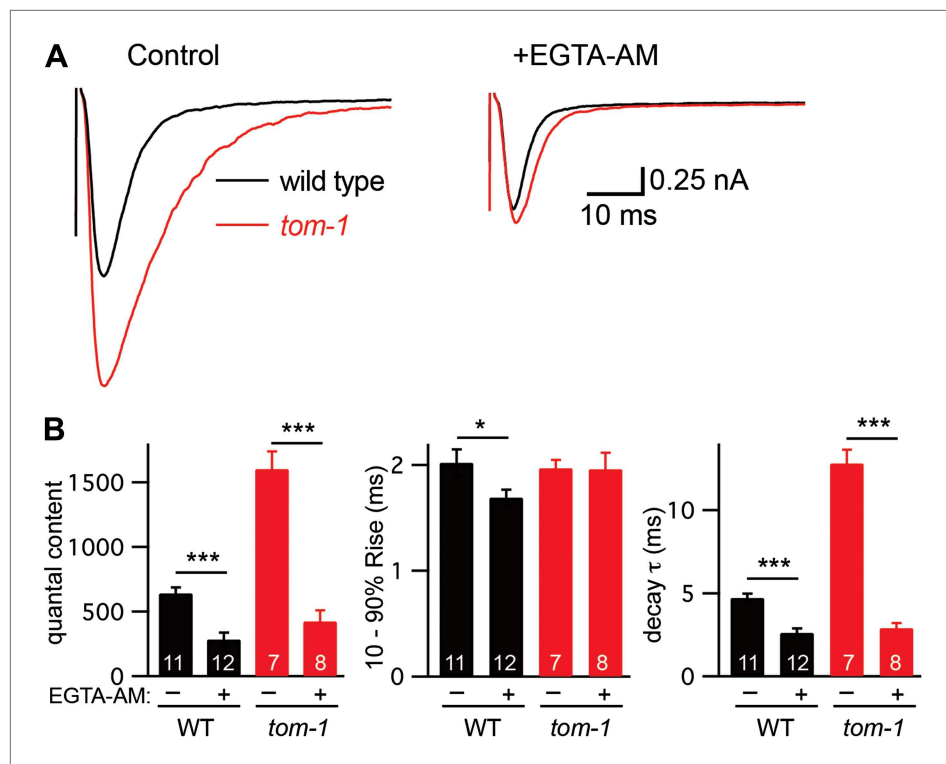 A
Control
+EGTA-AM
wild type
tom-1
0.25 nA
10 ms
B
quantal content
1500
1000
500
0
***
***
11
12
7
8
EGTA-AM:
− + − +
WT
tom-1
10 - 90% Rise (ms)
2
1
0
*
11
12
7
8
− + − +
WT
tom-1
decay τ (ms)
10
5
0
***
***
11
12
7
8
− + − +
WT
tom-1